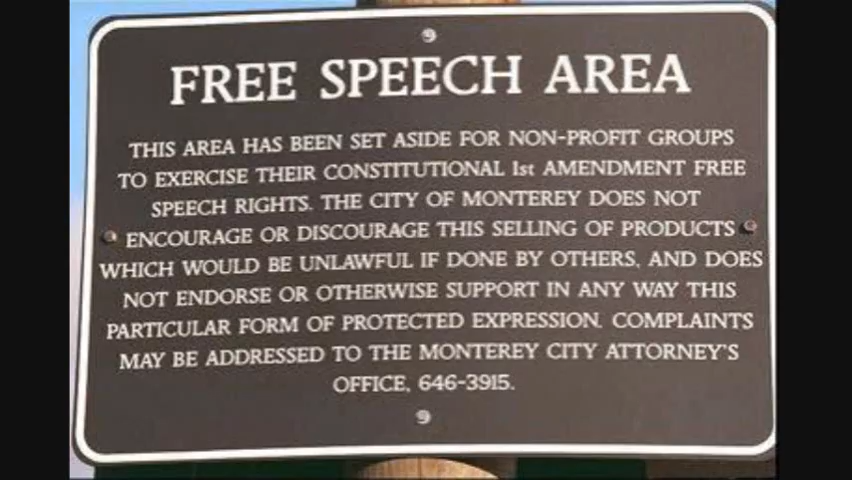 FREE SPEECH AREA
THIS AREA HAS BEEN SET ASIDE FOR NON-PROFIT GROUPS
TO EXERCISE THEIR CONSTITUTIONAL 1st AMENDMENT FREE
SPEECH RIGHTS. THE CITY OF MONTEREY DOES NOT
ENCOURAGE OR DISCOURAGE THIS SELLING OF PRODUCTS
WHICH WOULD BE UNLAWFUL IF DONE BY OTHERS, AND DOES
NOT ENDORSE OR OTHERWISE SUPPORT IN ANY WAY THIS
PARTICULAR FORM OF PROTECTED EXPRESSION. COMPLAINTS
MAY BE ADDRESSED TO THE MONTEREY CITY ATTORNEY'S
OFFICE, 646-3915.